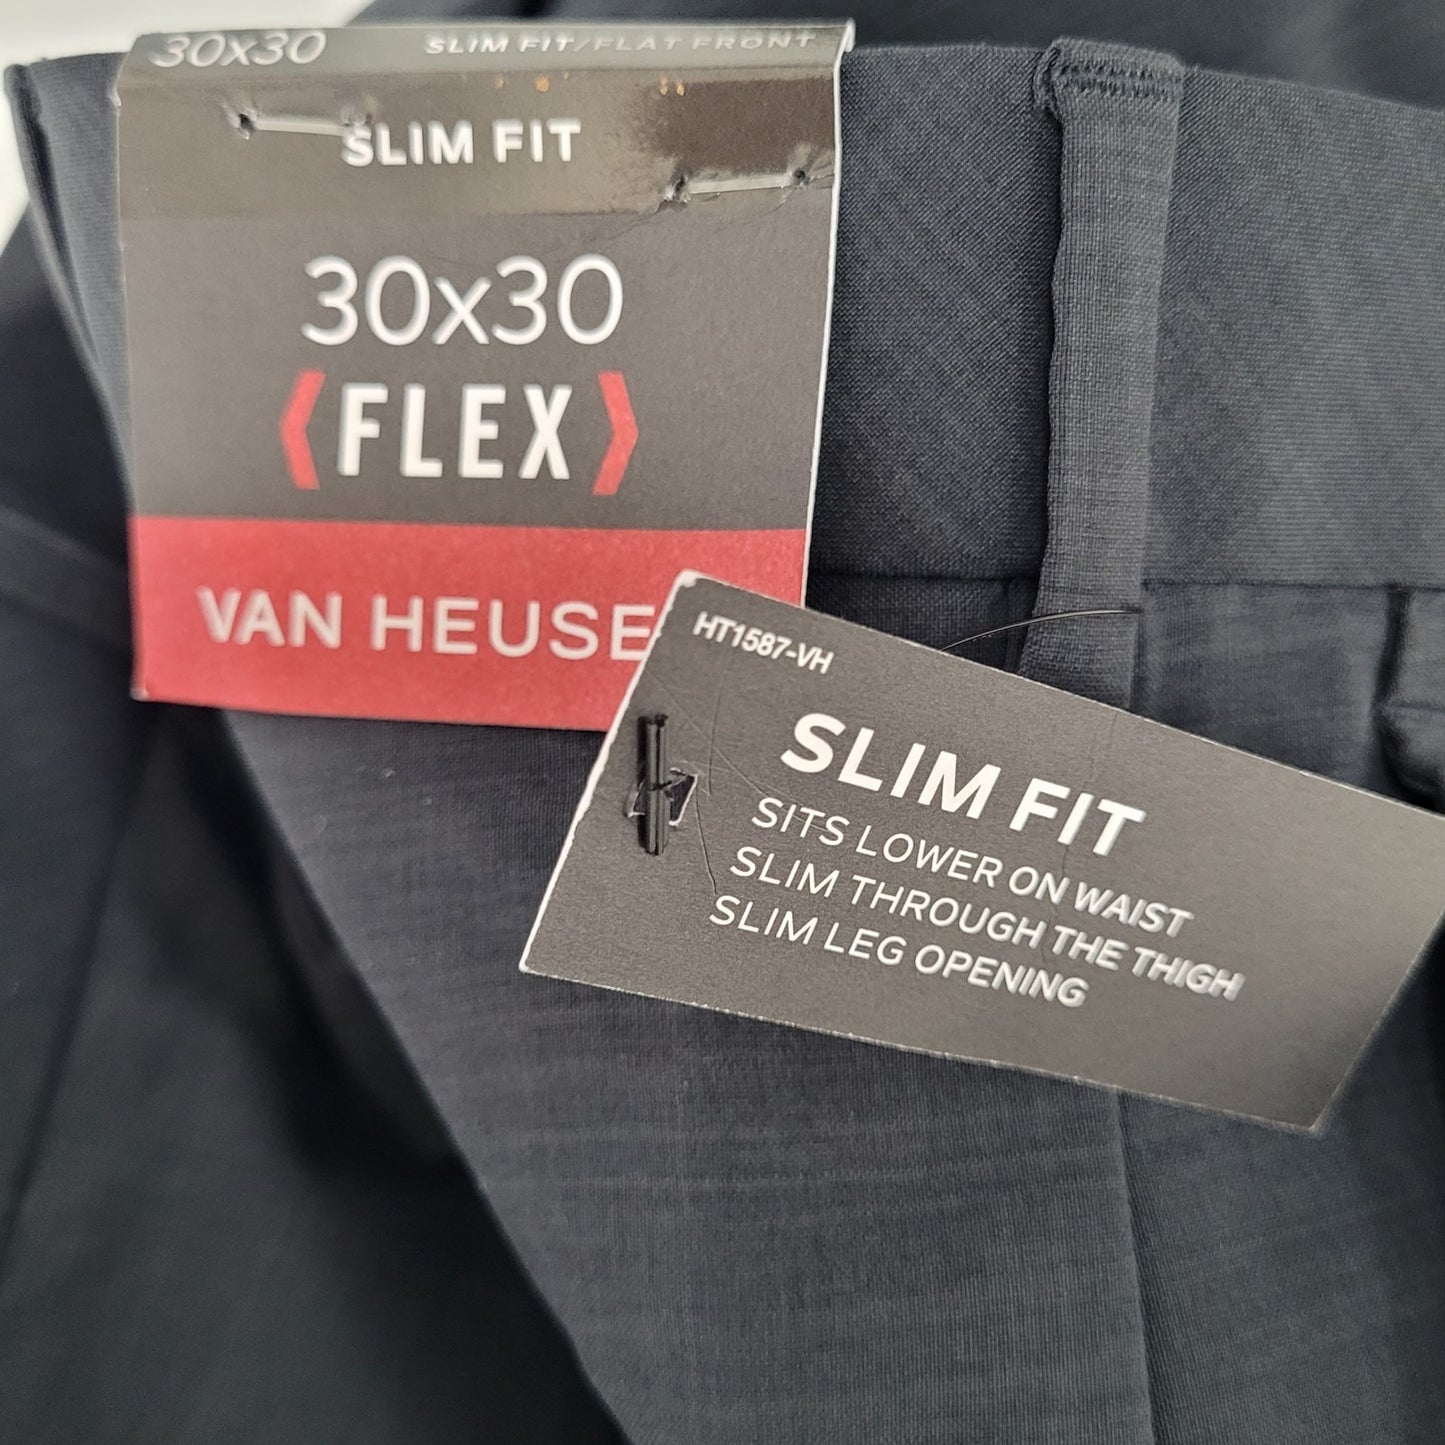 30x30 SLIM FIT/FLAT FRONT
SLIM FIT
30x30
FLEX
VAN HEUSE
HT1587-VH
SLIM FIT
SITS LOWER ON WAIST
SLIM THROUGH THE THIGH
SLIM LEG OPENING